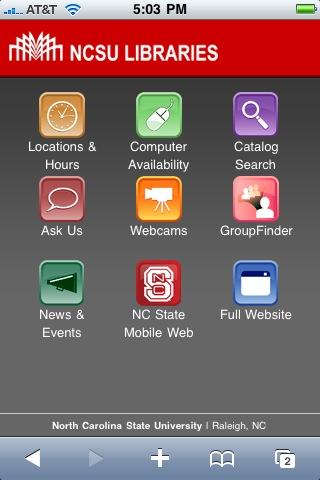 AT&T 5:03 PM
NCSU LIBRARIES
Locations & Hours
Computer Availability
Catalog Search
Ask Us
Webcams
GroupFinder
News & Events
NC State Mobile Web
Full Website
North Carolina State University | Raleigh, NC
2